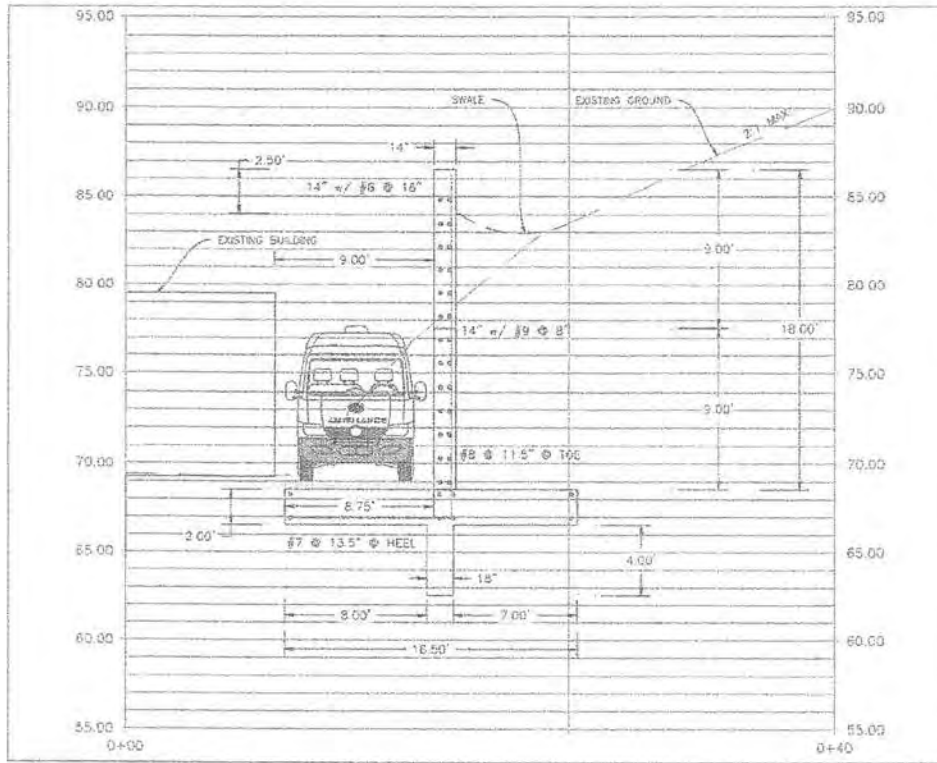 95.00 95.00
90.00 90.00
SWALE
EXISTING GROUND
2:1 MAX
14"
2.50'
14" w/ #6 @ 16"
85.00 85.00
EXISTING BUILDING
9.00'
9.00'
80.00 80.00
14" w/ #9 @ 8"
18.00'
75.00 75.00
9.00'
70.00 70.00
#8 @ 11.5" @ TOE
8.75'
2.00'
#7 @ 13.5" @ HEEL
65.00 65.00
4.00'
18"
8.00'
7.00'
16.50'
60.00 60.00
55.00 55.00
0+00 0+40